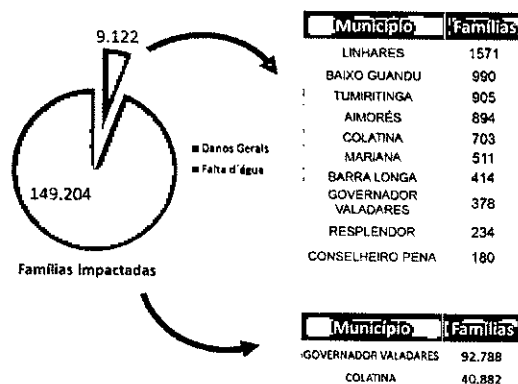 9.122
149.204
Danos Gerais
Falta d'água
Famílias Impactadas
Município Famílias
LINHARES 1571
BAIXO GUANDU 990
TUMIRITINGA 905
AIMORÉS 894
COLATINA 703
MARIANA 511
BARRA LONGA 414
GOVERNADOR
VALADARES 378
RESPLENDOR 234
CONSELHEIRO PENA 180
Município Famílias
GOVERNADOR VALADARES 92.788
COLATINA 40.882